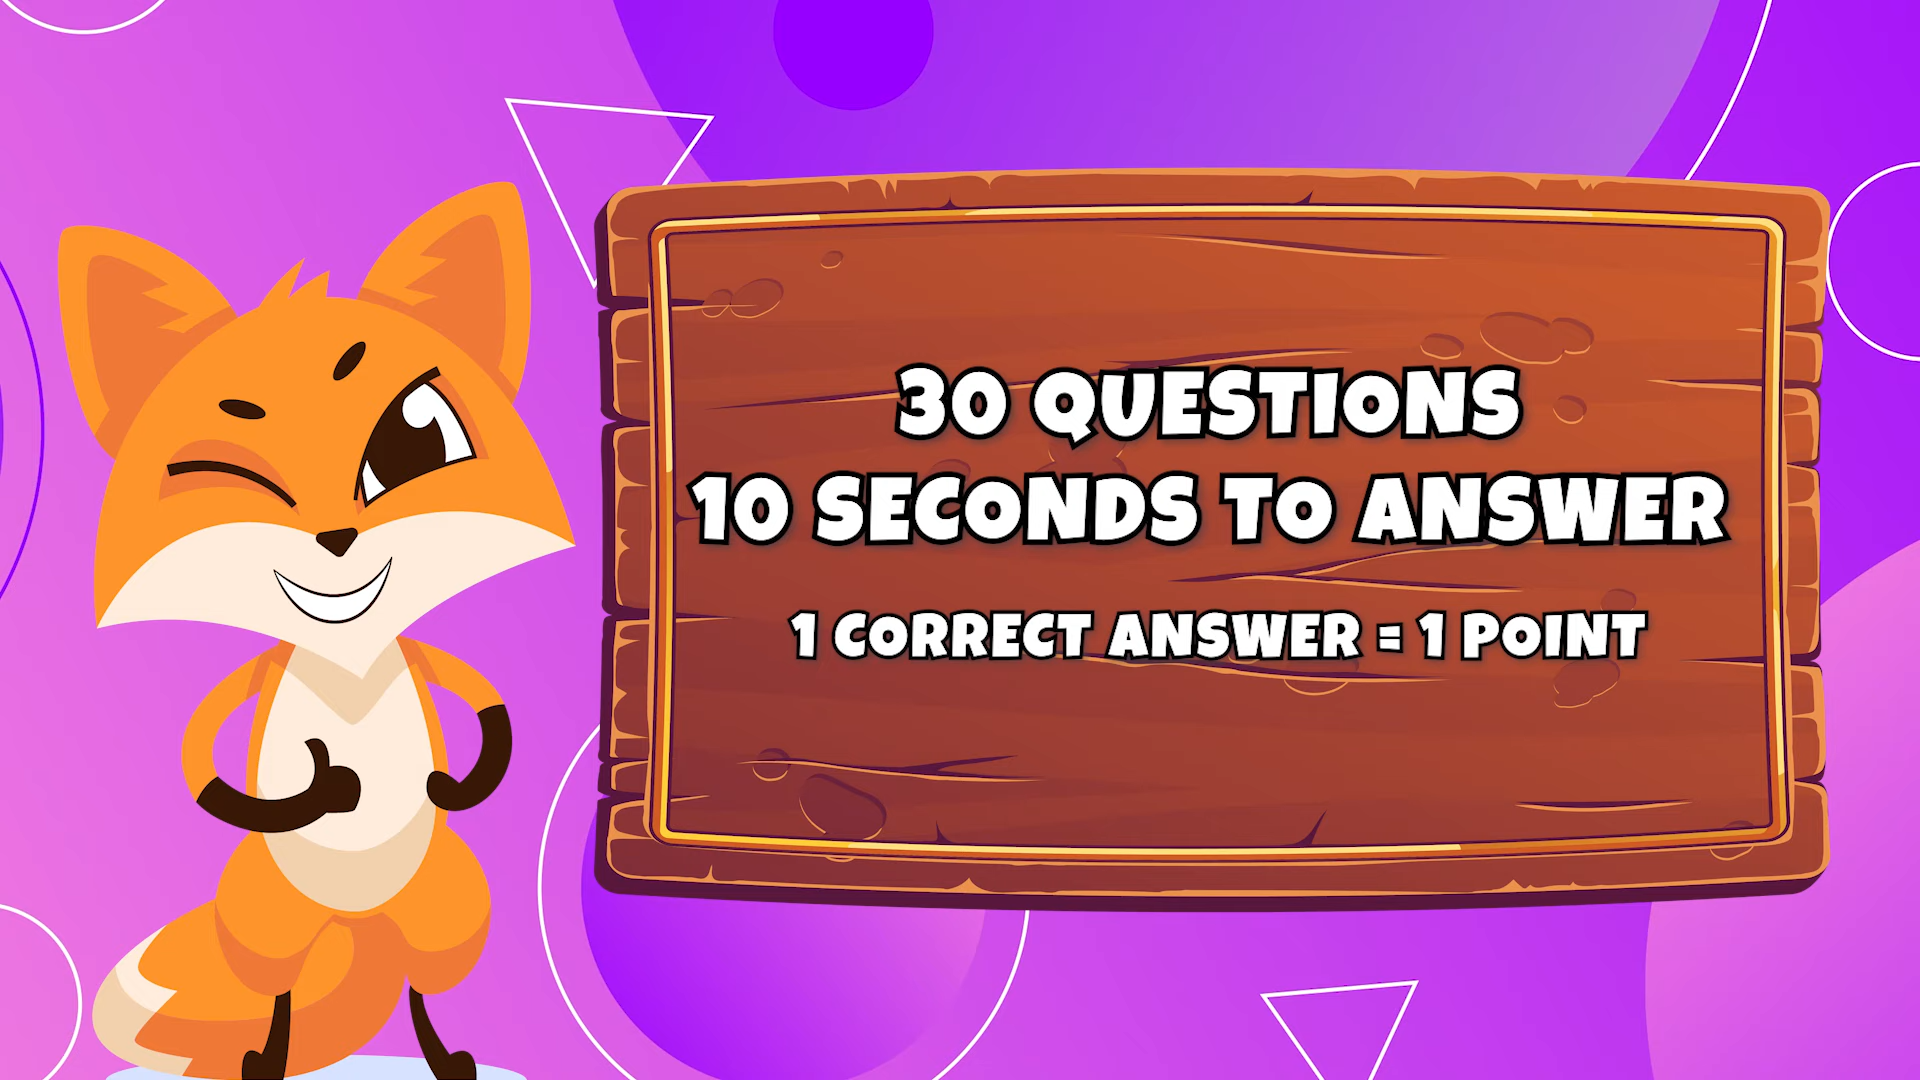 30 QUESTIONS
10 SECONDS TO ANSWER
1 CORRECT ANSWER = 1 POINT